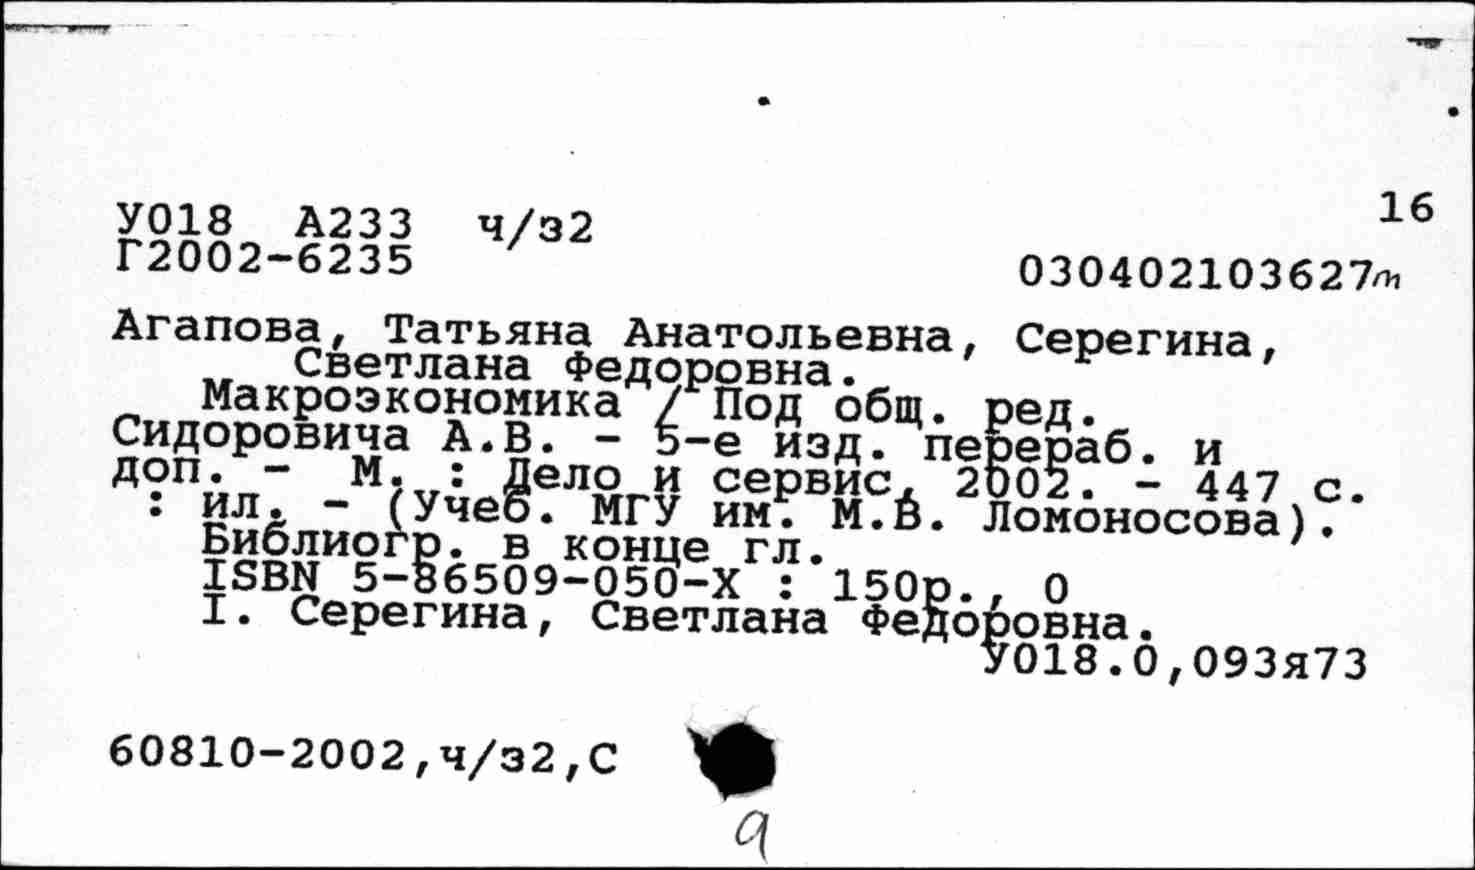 16
У018 А233 ч/з2
Г2002-6235
030402103627m
Агапова, Татьяна Анатольевна, Серегина,
Светлана Федоровна.
Макроэкономика / Под общ. ред.
Сидоровича А.В. - 5-е изд. перераб. и
доп. - М. : Дело и сервис, 2002. - 447 с.
: ил. - (Учеб. МГУ им. М.В. Ломоносова).
Библиогр. в конце гл.
ISBN 5-86509-050-X : 150р., 0
I. Серегина, Светлана Федоровна.
У018.0,093я73
60810-2002,ч/з2,С